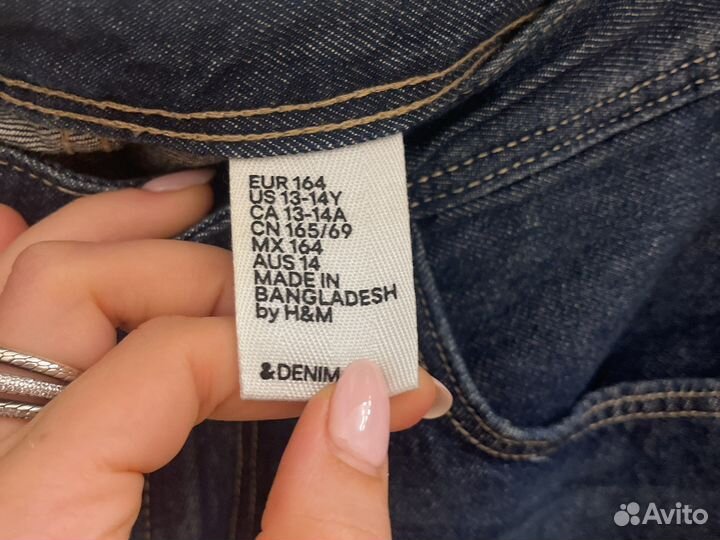 EUR 164
US 13-14Y
CA 13-14A
CN 165/69
MX 164
AUS 14
MADE IN
BANGLADESH
by H&M
&DENIM
Avito